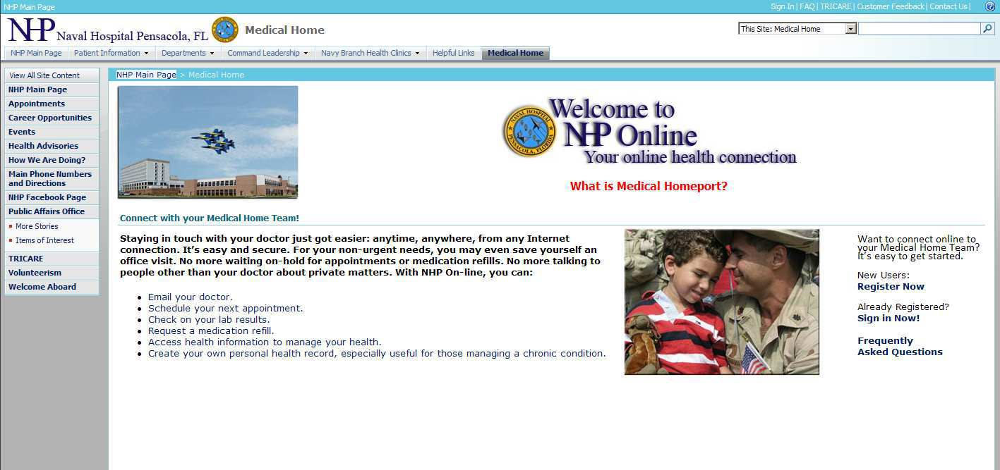 NHP Main Page
Sign In | FAQ | TRICARE | Customer Feedback | Contact Us |
NHP Naval Hospital Pensacola, FL
Medical Home
This Site: Medical Home
NHP Main Page Patient Information Departments Command Leadership Navy Branch Health Clinics Helpful Links Medical Home
View All Site Content
NHP Main Page
Appointments
Career Opportunities
Events
Health Advisories
How We Are Doing?
Main Phone Numbers
and Directions
NHP Facebook Page
Public Affairs Office
More Stories
Items of Interest
TRICARE
Volunteerism
Welcome Aboard
NHP Main Page > Medical Home
NAVAL HOSPITAL
PENSACOLA, FLORIDA
Welcome to
NHP Online
Your online health connection
What is Medical Homeport?
Connect with your Medical Home Team!
Staying in touch with your doctor just got easier: anytime, anywhere, from any Internet
connection. It's easy and secure. For your non-urgent needs, you may even save yourself an
office visit. No more waiting on-hold for appointments or medication refills. No more talking to
people other than your doctor about private matters. With NHP On-line, you can:
• Email your doctor.
• Schedule your next appointment.
• Check on your lab results.
• Request a medication refill.
• Access health information to manage your health.
• Create your own personal health record, especially useful for those managing a chronic condition.
Want to connect online to
your Medical Home Team?
It's easy to get started.
New Users:
Register Now
Already Registered?
Sign in Now!
Frequently
Asked Questions